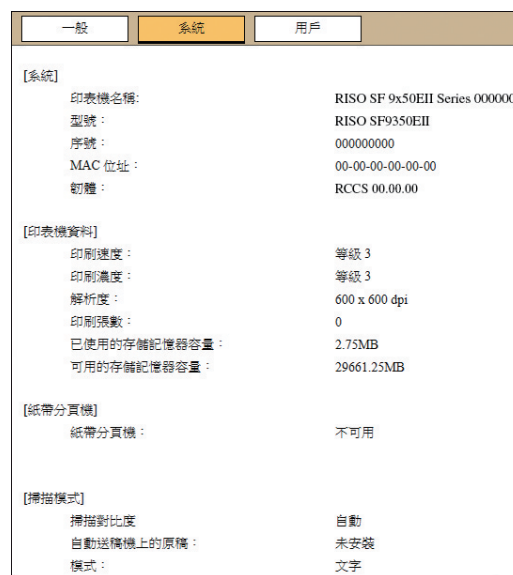 一般 系統 用戶
[系統]
印表機名稱: RISO SF 9x50EII Series 000000
型號： RISO SF9350EII
序號： 000000000
MAC 位址： 00-00-00-00-00-00
韌體： RCCS 00.00.00
[印表機資料]
印刷速度： 等級 3
印刷濃度： 等級 3
解析度： 600 x 600 dpi
印刷張數： 0
已使用的存儲記憶器容量： 2.75MB
可用的存儲記憶器容量： 29661.25MB
[紙帶分頁機]
紙帶分頁機： 不可用
[掃描模式]
掃描對比度 自動
自動送稿機上的原稿： 未安裝
模式： 文字